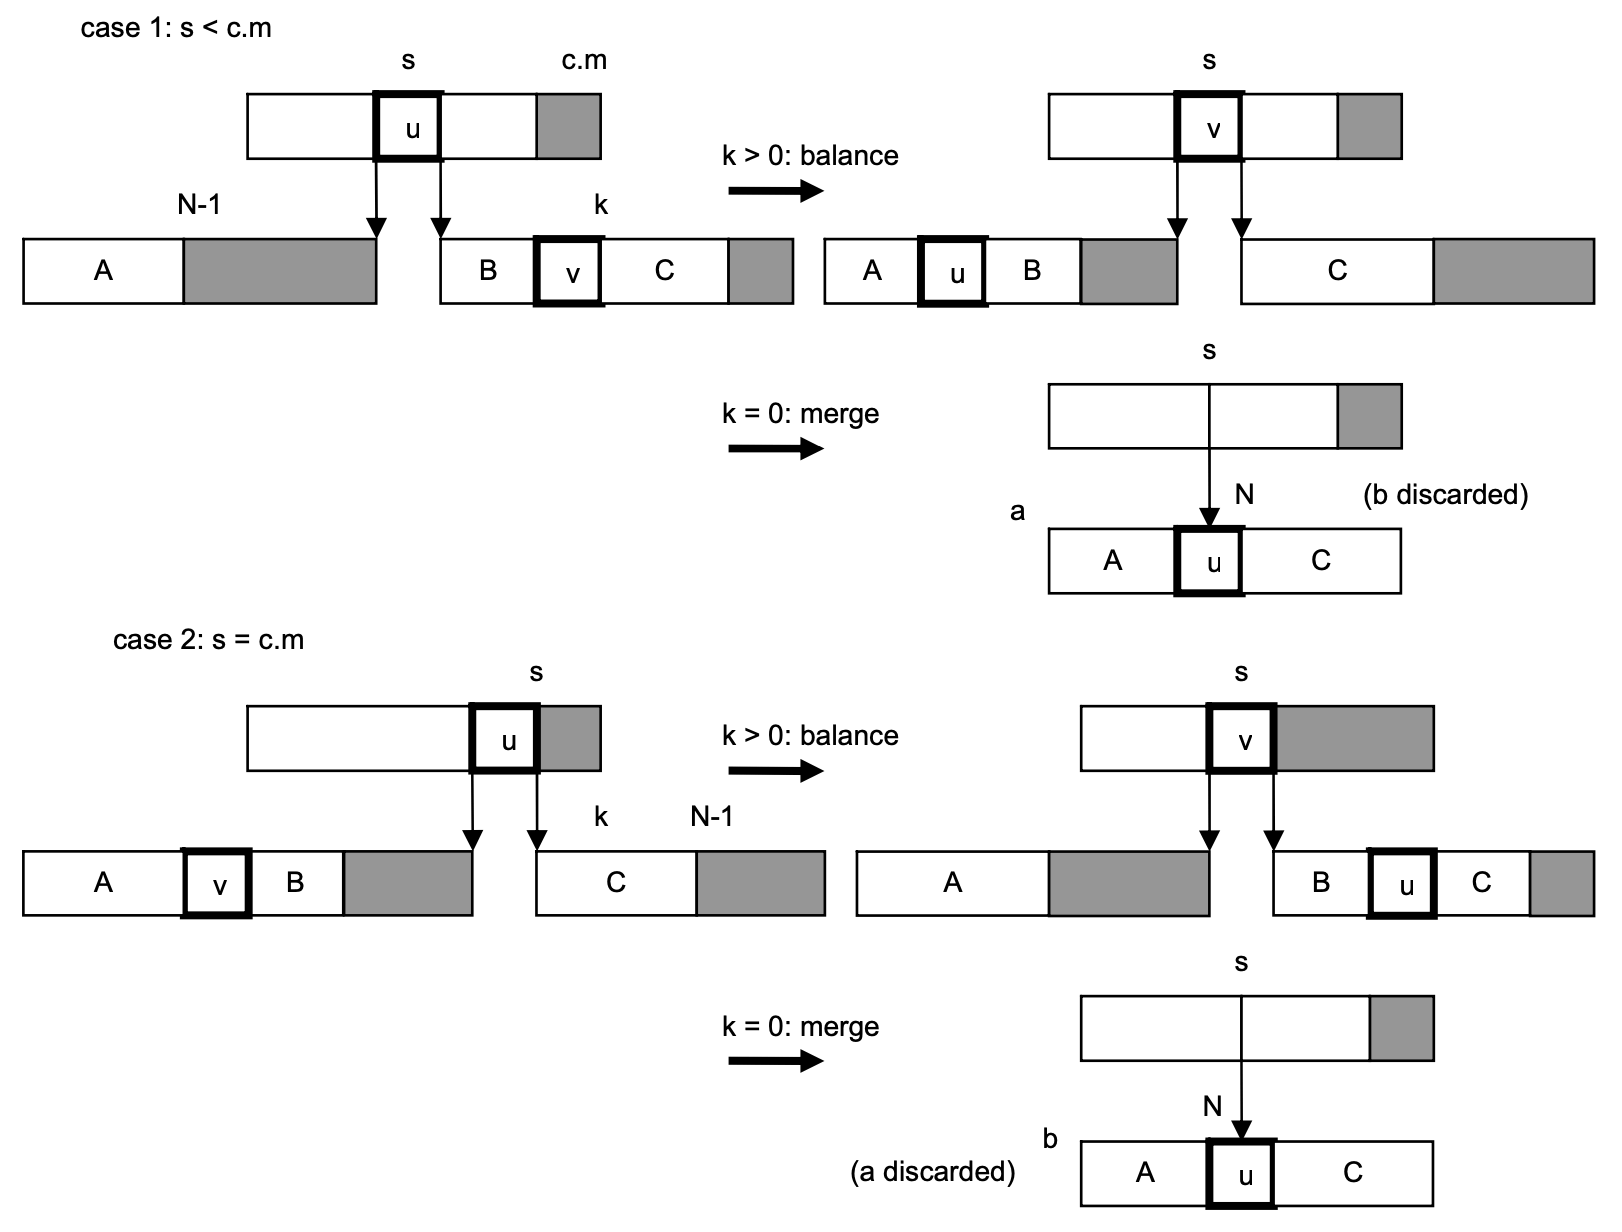 case 1: s < c.m
s c.m s
u v
k > 0: balance
N-1 k
A B v C A u B C
s
k = 0: merge
N (b discarded)
a
A u C
case 2: s = c.m
s s
u v
k > 0: balance
k N-1
A v B C A B u C
s
k = 0: merge
N
b
(a discarded) A u C